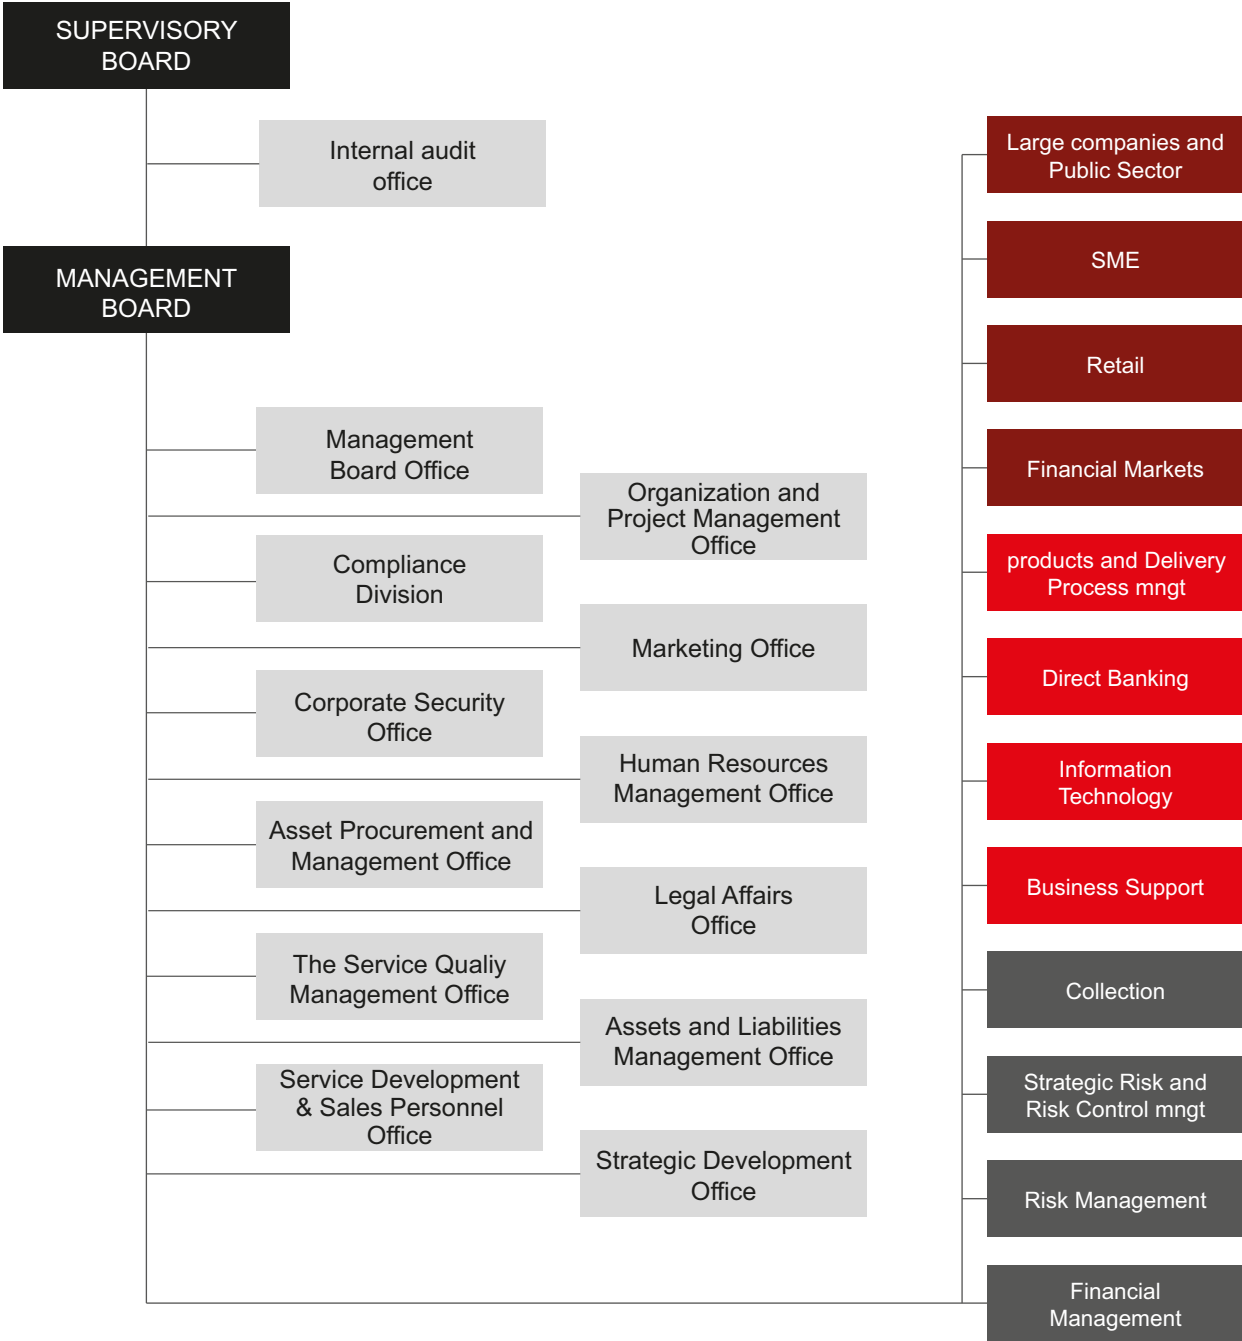 SUPERVISORY
BOARD
Internal audit
office
MANAGEMENT
BOARD
Management
Board Office
Organization and
Project Management
Office
Compliance
Division
Marketing Office
Corporate Security
Office
Human Resources
Management Office
Asset Procurement and
Management Office
Legal Affairs
Office
The Service Qualiy
Management Office
Assets and Liabilities
Management Office
Service Development
& Sales Personnel
Office
Strategic Development
Office
Large companies and
Public Sector
SME
Retail
Financial Markets
products and Delivery
Process mngt
Direct Banking
Information
Technology
Business Support
Collection
Strategic Risk and
Risk Control mngt
Risk Management
Financial
Management